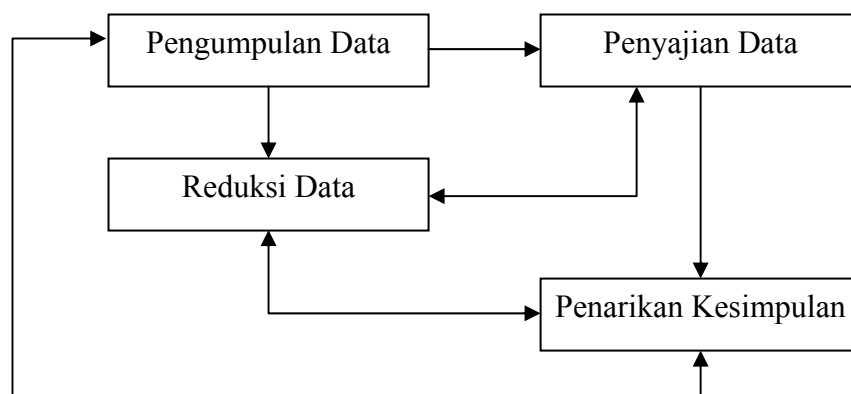 Pengumpulan Data
Penyajian Data
Reduksi Data
Penarikan Kesimpulan